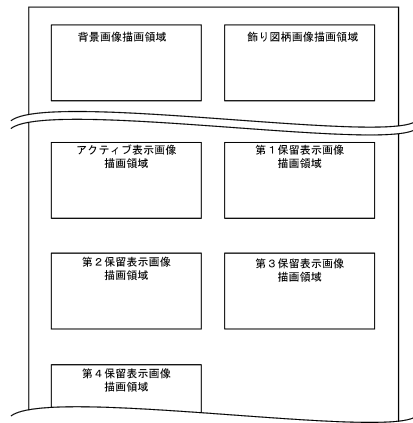 背景画像描画領域
飾り図柄画像描画領域
アクティブ表示画像
描画領域
第１保留表示画像
描画領域
第２保留表示画像
描画領域
第３保留表示画像
描画領域
第４保留表示画像
描画領域